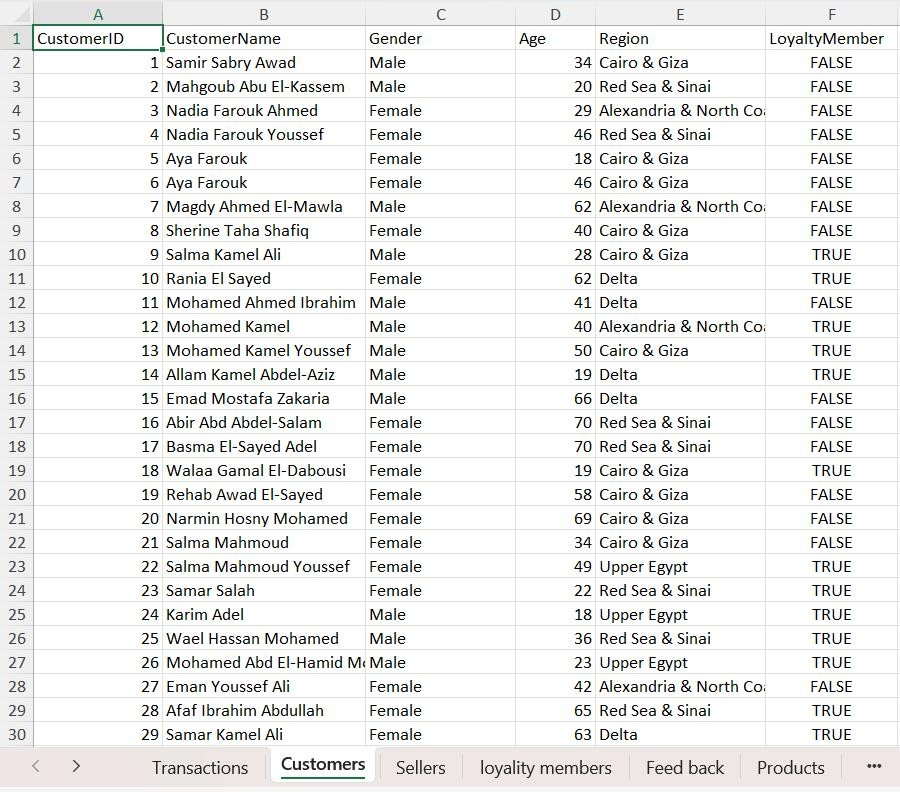 A B C D E F
1 CustomerID CustomerName Gender Age Region LoyaltyMember
2 1 Samir Sabry Awad Male 34 Cairo & Giza FALSE
3 2 Mahgoub Abu El-Kassem Male 20 Red Sea & Sinai FALSE
4 3 Nadia Farouk Ahmed Female 29 Alexandria & North Coa FALSE
5 4 Nadia Farouk Youssef Female 46 Red Sea & Sinai FALSE
6 5 Aya Farouk Female 18 Cairo & Giza FALSE
7 6 Aya Farouk Female 46 Cairo & Giza FALSE
8 7 Magdy Ahmed El-Mawla Male 62 Alexandria & North Coa FALSE
9 8 Sherine Taha Shafiq Female 40 Cairo & Giza FALSE
10 9 Salma Kamel Ali Male 28 Cairo & Giza TRUE
11 10 Rania El Sayed Female 62 Delta TRUE
12 11 Mohamed Ahmed Ibrahim Male 41 Delta FALSE
13 12 Mohamed Kamel Male 40 Alexandria & North Coa TRUE
14 13 Mohamed Kamel Youssef Male 50 Cairo & Giza TRUE
15 14 Allam Kamel Abdel-Aziz Male 19 Delta TRUE
16 15 Emad Mostafa Zakaria Male 66 Delta FALSE
17 16 Abir Abd Abdel-Salam Female 70 Red Sea & Sinai FALSE
18 17 Basma El-Sayed Adel Female 70 Red Sea & Sinai FALSE
19 18 Walaa Gamal El-Dabousi Female 19 Cairo & Giza TRUE
20 19 Rehab Awad El-Sayed Female 58 Cairo & Giza FALSE
21 20 Narmin Hosny Mohamed Female 69 Cairo & Giza FALSE
22 21 Salma Mahmoud Female 34 Cairo & Giza FALSE
23 22 Salma Mahmoud Youssef Female 49 Upper Egypt TRUE
24 23 Samar Salah Female 22 Red Sea & Sinai TRUE
25 24 Karim Adel Male 18 Upper Egypt TRUE
26 25 Wael Hassan Mohamed Male 36 Red Sea & Sinai TRUE
27 26 Mohamed Abd El-Hamid Mo Male 23 Upper Egypt TRUE
28 27 Eman Youssef Ali Female 42 Alexandria & North Coa FALSE
29 28 Afaf Ibrahim Abdullah Female 65 Red Sea & Sinai TRUE
30 29 Samar Kamel Ali Female 63 Delta TRUE
Transactions Customers Sellers loyality members Feed back Products ...